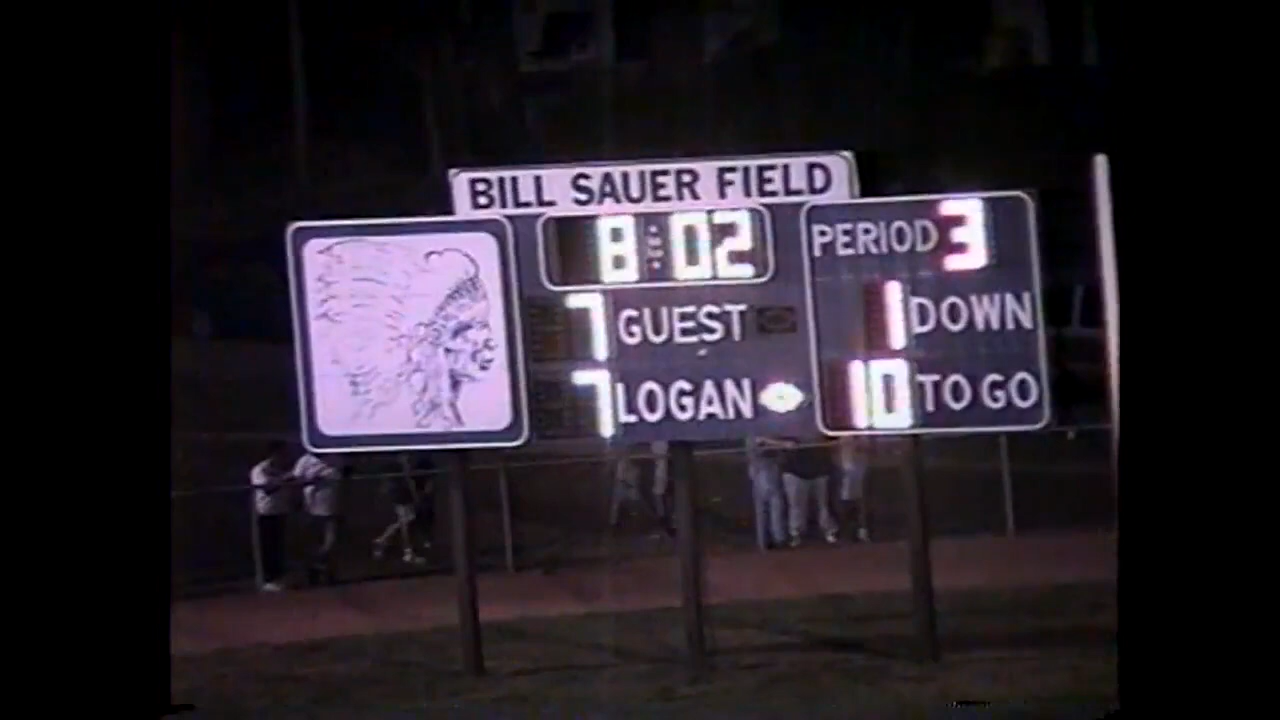 BILL SAUER FIELD
8:02
PERIOD 3
7 GUEST
1 DOWN
7 LOGAN
10 TO GO